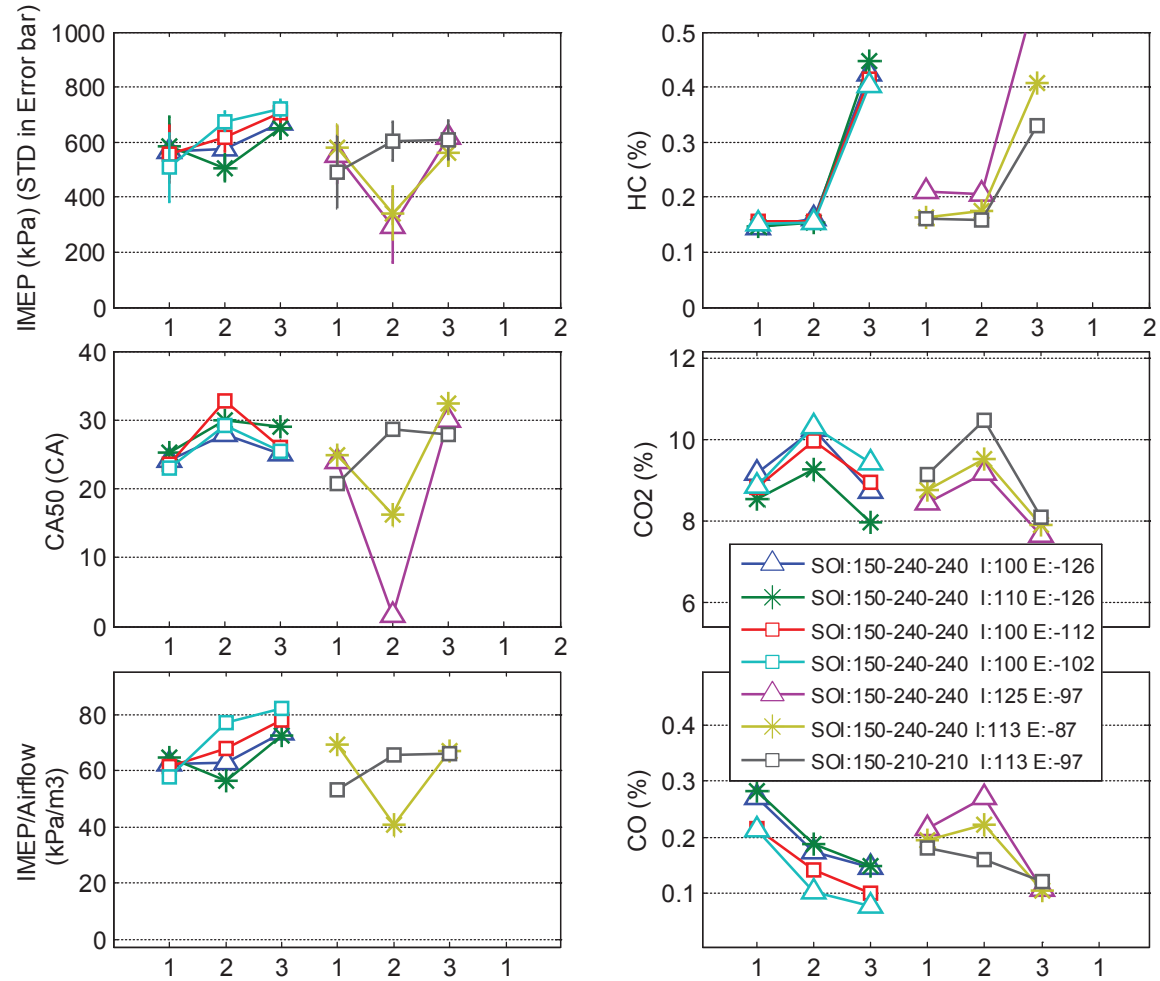 IMEP (kPa) (STD in Error bar)
1000
800
600
400
200
0
1 2 3 1 2 3 1 2
HC (%)
0.5
0.4
0.3
0.2
0.1
0
1 2 3 1 2 3 1 2
CA50 (CA)
40
30
20
10
0
1 2 3 1 2 3 1 2
CO2 (%)
12
10
8
6
SOI:150-240-240 I:100 E:-126
SOI:150-240-240 I:110 E:-126
SOI:150-240-240 I:100 E:-112
SOI:150-240-240 I:100 E:-102
SOI:150-240-240 I:125 E:-97
SOI:150-240-240 I:113 E:-87
SOI:150-210-210 I:113 E:-97
IMEP/Airflow
(kPa/m3)
80
60
40
20
0
1 2 3 1 2 3 1
CO (%)
0.4
0.3
0.2
0.1
1 2 3 1 2 3 1